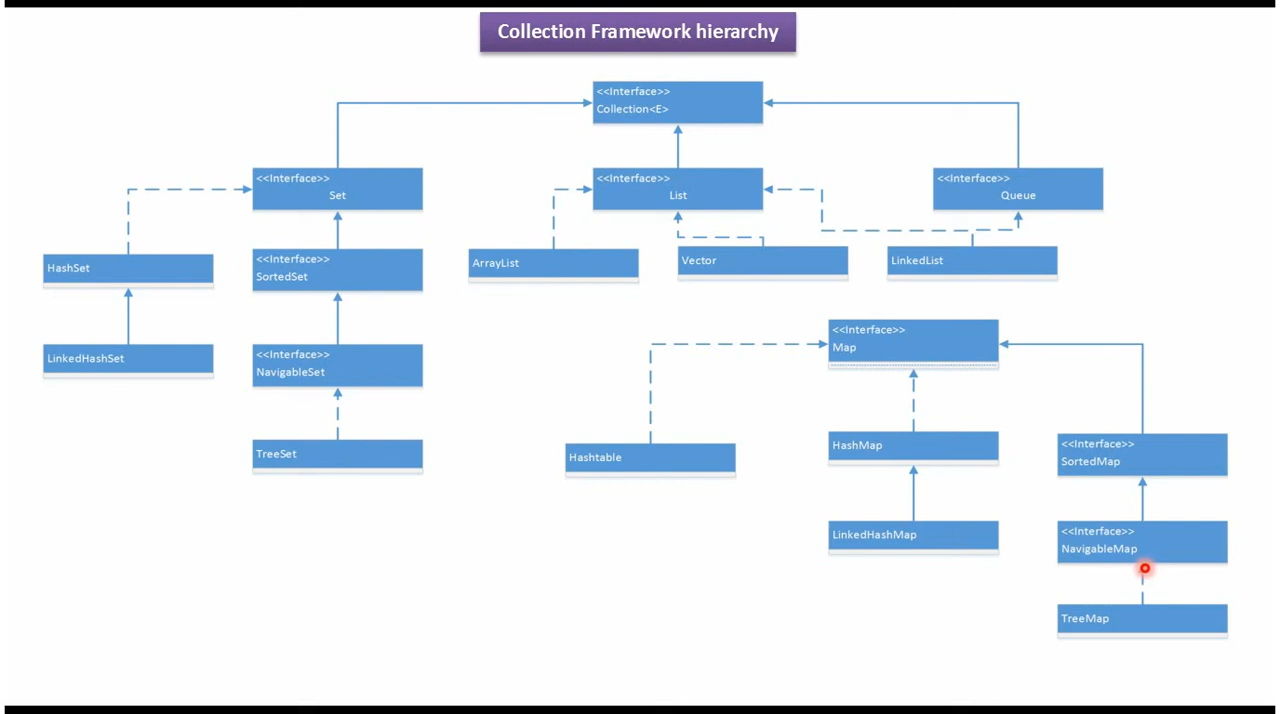 Collection Framework hierarchy
<<Interface>>
Collection<E>
<<Interface>>
Set
<<Interface>>
List
<<Interface>>
Queue
HashSet
<<Interface>>
SortedSet
ArrayList
Vector
LinkedList
LinkedHashSet
<<Interface>>
NavigableSet
<<Interface>>
Map
TreeSet
Hashtable
HashMap
<<Interface>>
SortedMap
LinkedHashMap
<<Interface>>
NavigableMap
TreeMap